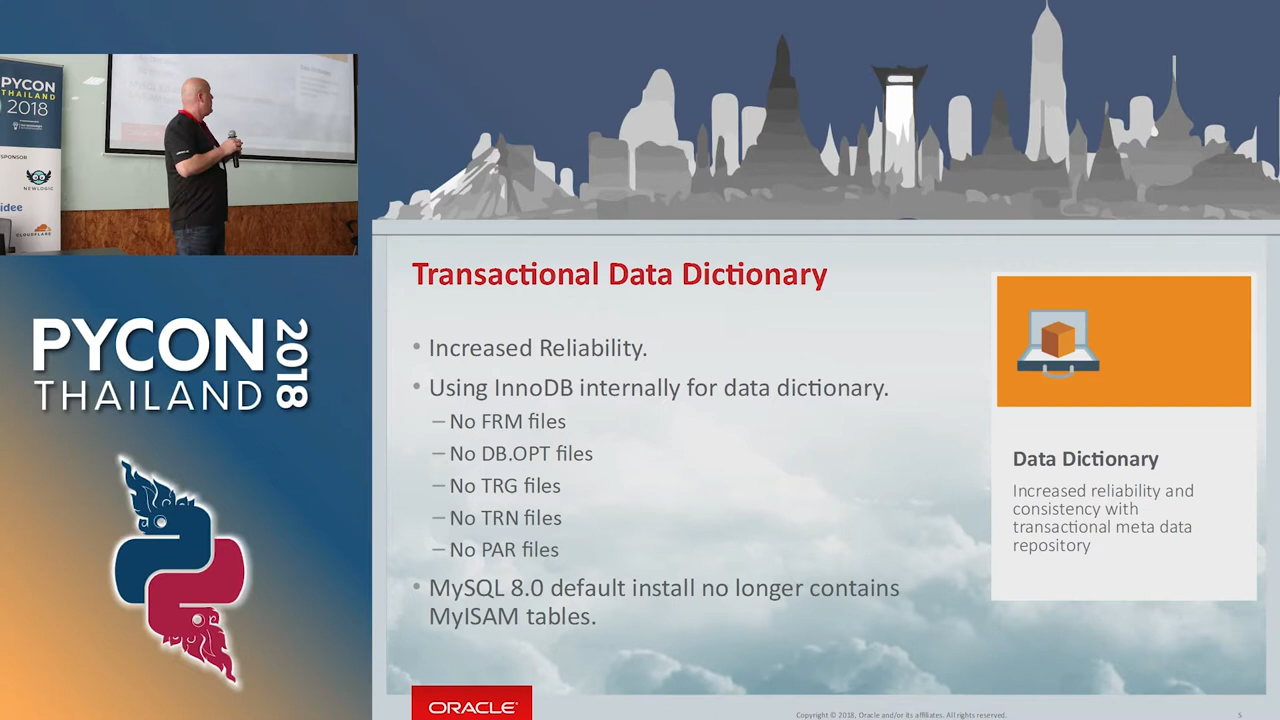 PYCON
THAILAND
2018
SPONSOR
NEWLOGIC
idee
CLOUDFLARE
ORACLE
PYCON
THAILAND
2018
Transactional Data Dictionary
• Increased Reliability.
• Using InnoDB internally for data dictionary.
– No FRM files
– No DB.OPT files
– No TRG files
– No TRN files
– No PAR files
• MySQL 8.0 default install no longer contains
MyISAM tables.
Data Dictionary
Increased reliability and
consistency with
transactional meta data
repository
ORACLE
Copyright © 2018, Oracle and/or its affiliates. All rights reserved.
5